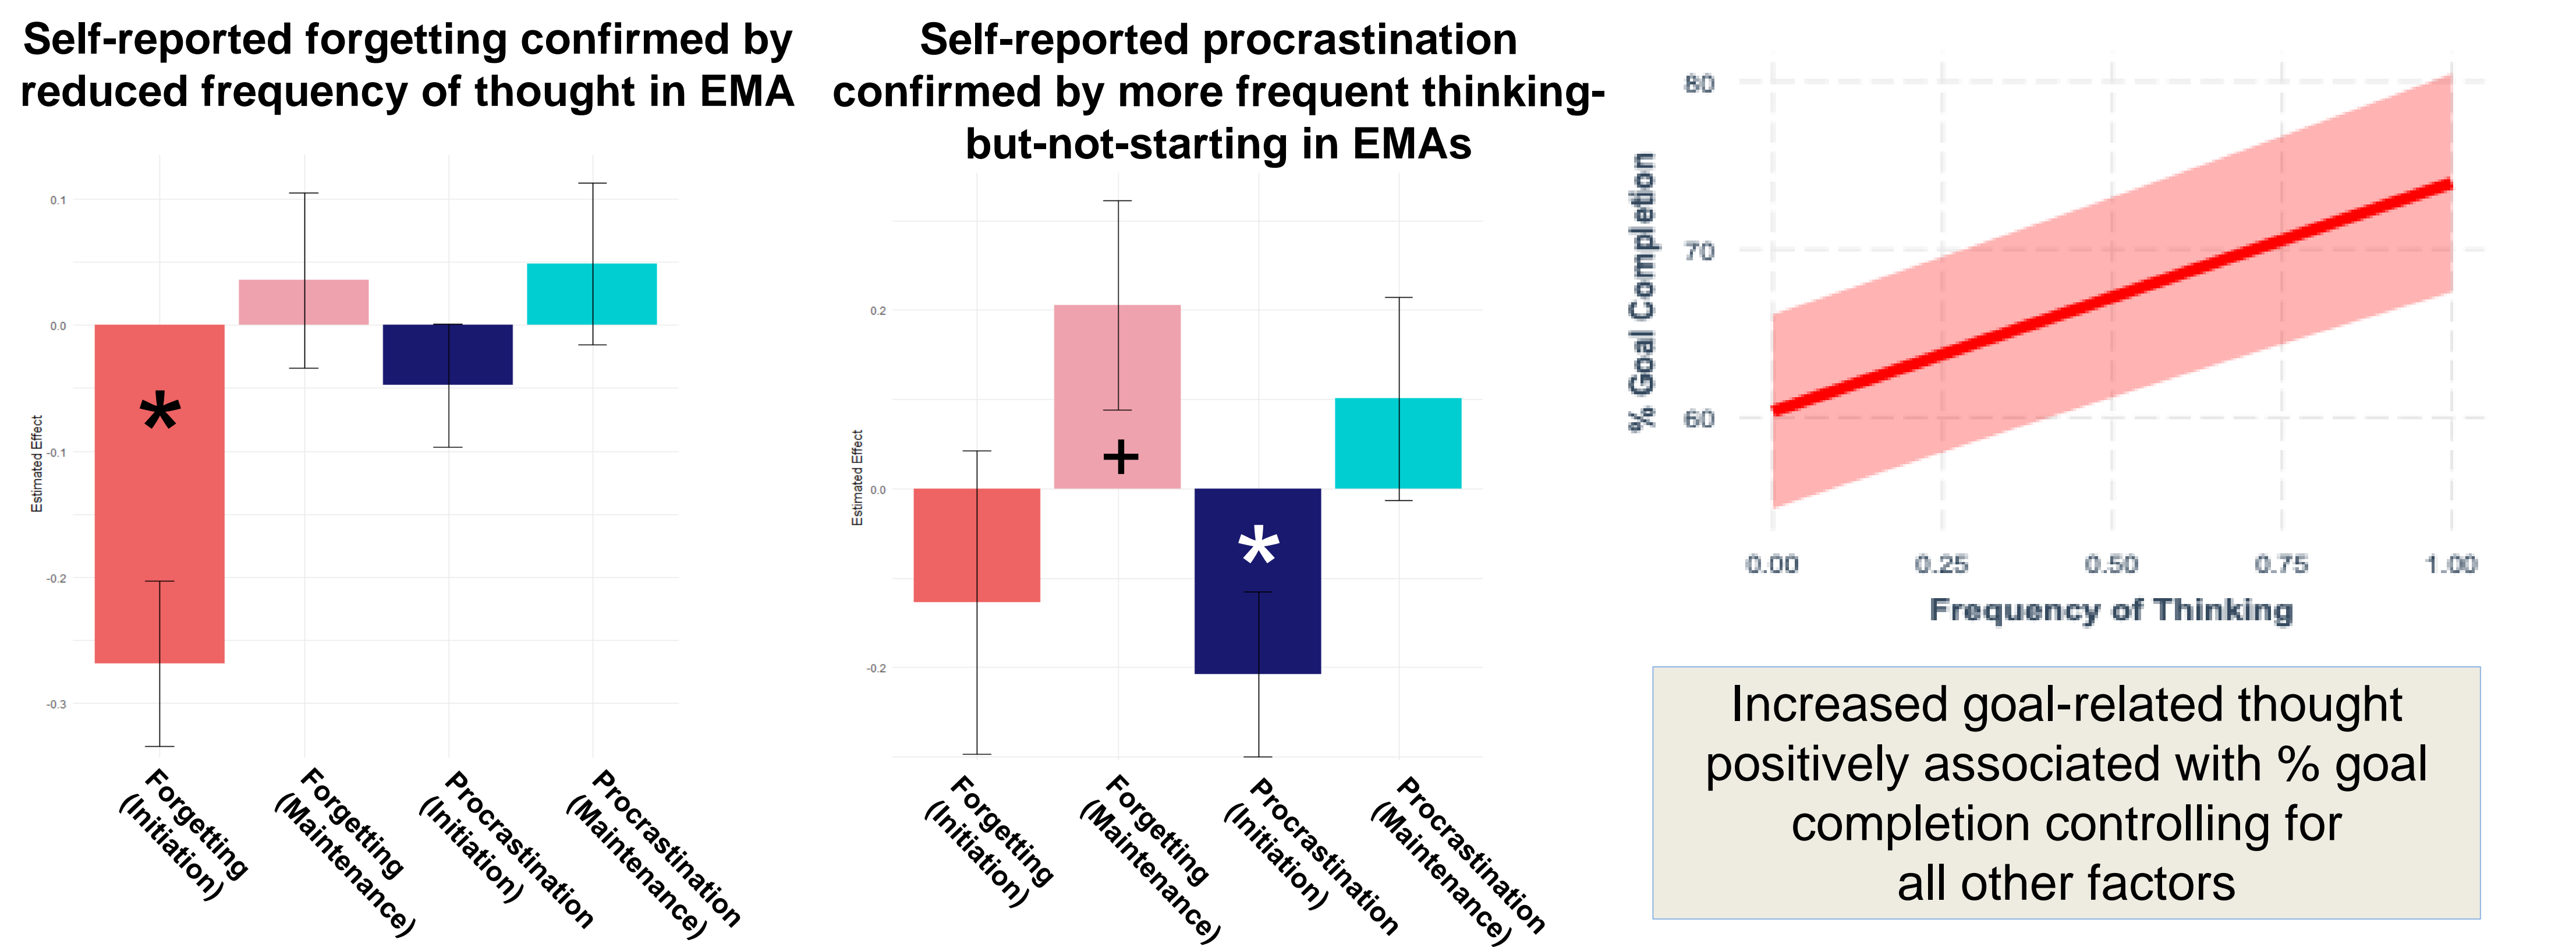 Self-reported forgetting confirmed by
reduced frequency of thought in EMA
0.1
0.0
-0.1
-0.2
-0.3
Estimated Effect
*
Forgetting
(Initiation)
Forgetting
(Maintenance)
Procrastination
(Initiation)
Procrastination
(Maintenance)
Self-reported procrastination
confirmed by more frequent thinking-
but-not-starting in EMAs
0.2
0.0
-0.2
Estimated Effect
+
*
Forgetting
(Initiation)
Forgetting
(Maintenance)
Procrastination
(Initiation)
Procrastination
(Maintenance)
80
70
60
% Goal Completion
0.00 0.25 0.50 0.75 1.00
Frequency of Thinking
Increased goal-related thought
positively associated with % goal
completion controlling for
all other factors